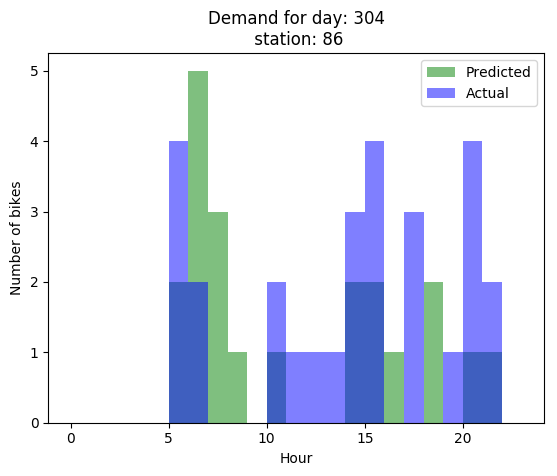 Demand for day: 304
station: 86
Predicted
Actual
Number of bikes
5
4
3
2
1
0
0 5 10 15 20
Hour